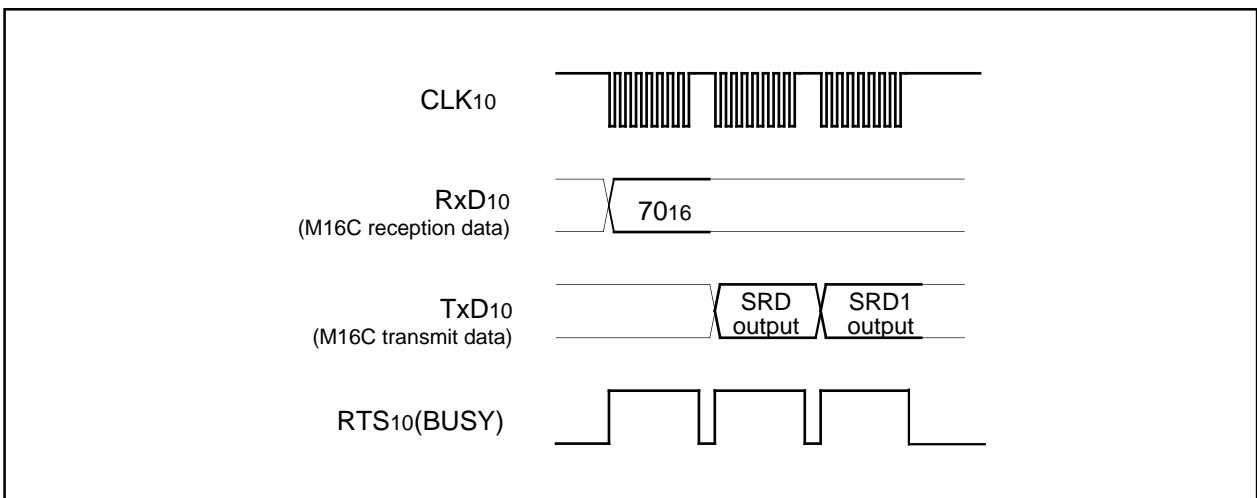 CLK10
RxD10
(M16C reception data)
7016
TxD10
(M16C transmit data)
SRD
output
SRD1
output
RTS10(BUSY)